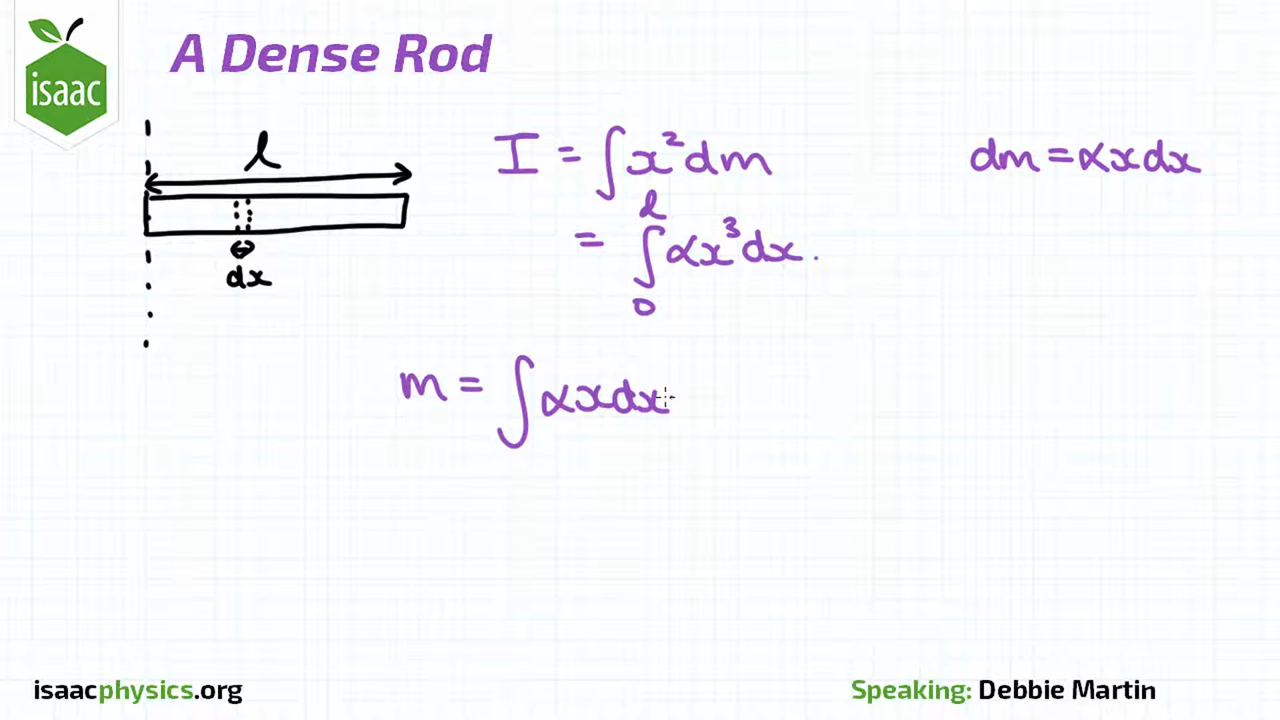 isaac
A Dense Rod
l
dx
I = ∫x²dm
dm = αxdx
= ∫₀ˡ αx³dx.
m = ∫αxdx
isaacphysics.org
Speaking: Debbie Martin